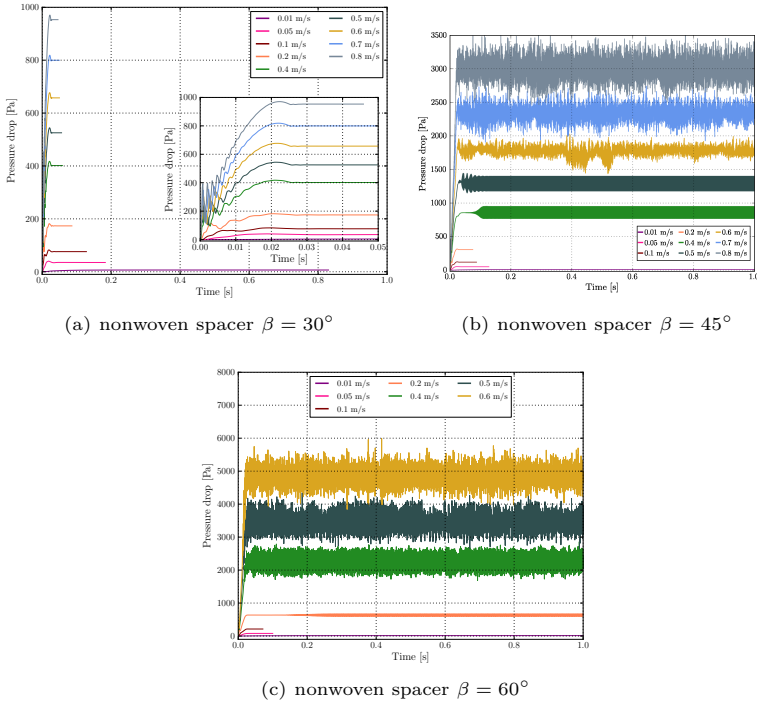 1000
800
600
400
200
0
0.0
0.2
0.4
0.6
0.8
1.0
Pressure drop [Pa]
Time [s]
0.01 m/s
0.05 m/s
0.1 m/s
0.2 m/s
0.4 m/s
0.5 m/s
0.6 m/s
0.7 m/s
0.8 m/s
1000
800
600
400
200
0
0.00
0.01
0.02
0.03
0.04
0.05
Pressure drop [Pa]
Time [s]
(a) nonwoven spacer β = 30°
3500
3000
2500
2000
1500
1000
500
0
0.0
0.2
0.4
0.6
0.8
1.0
Pressure drop [Pa]
Time [s]
0.01 m/s
0.05 m/s
0.1 m/s
0.2 m/s
0.4 m/s
0.5 m/s
0.6 m/s
0.7 m/s
0.8 m/s
(b) nonwoven spacer β = 45°
8000
7000
6000
5000
4000
3000
2000
1000
0
0.0
0.2
0.4
0.6
0.8
1.0
Pressure drop [Pa]
Time [s]
0.01 m/s
0.05 m/s
0.1 m/s
0.2 m/s
0.4 m/s
0.5 m/s
0.6 m/s
(c) nonwoven spacer β = 60°